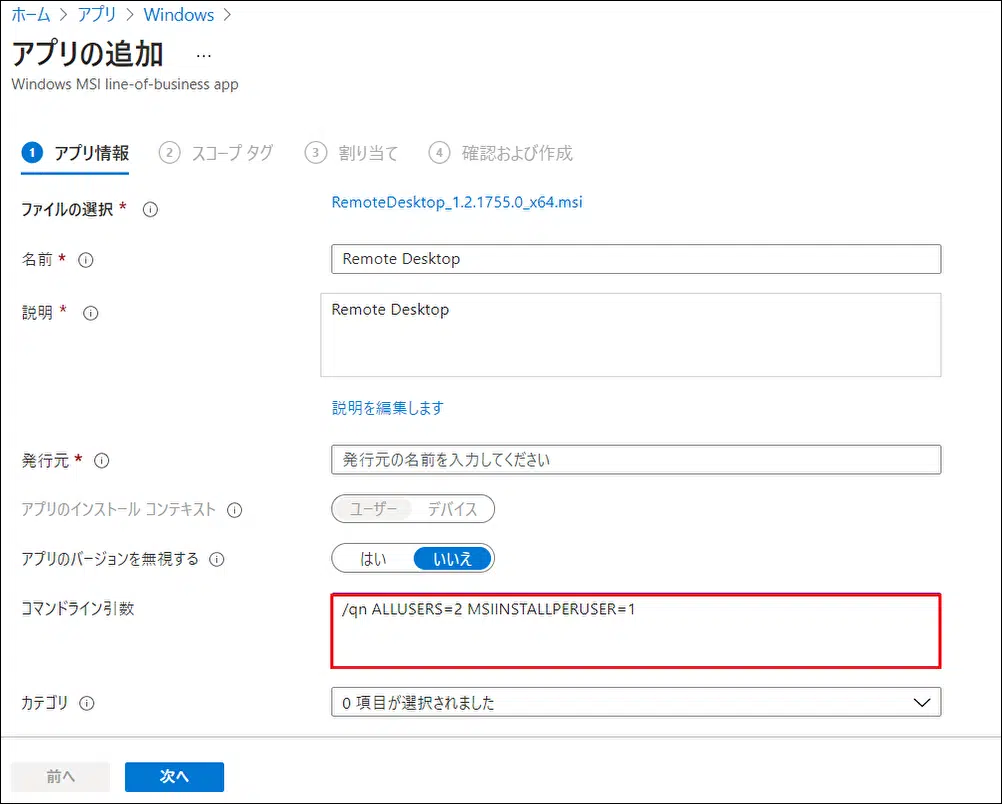 ホーム > アプリ > Windows >
アプリの追加 ...
Windows MSI line-of-business app
1 アプリ情報 2 スコープ タグ 3 割り当て 4 確認および作成
ファイルの選択 * RemoteDesktop_1.2.1755.0_x64.msi
名前 * Remote Desktop
説明 * Remote Desktop
説明を編集します
発行元 * 発行元の名前を入力してください
アプリのインストール コンテキスト ユーザー デバイス
アプリのバージョンを無視する はい いいえ
コマンドライン引数 /qn ALLUSERS=2 MSIINSTALLPERUSER=1
カテゴリ 0 項目が選択されました
前へ 次へ